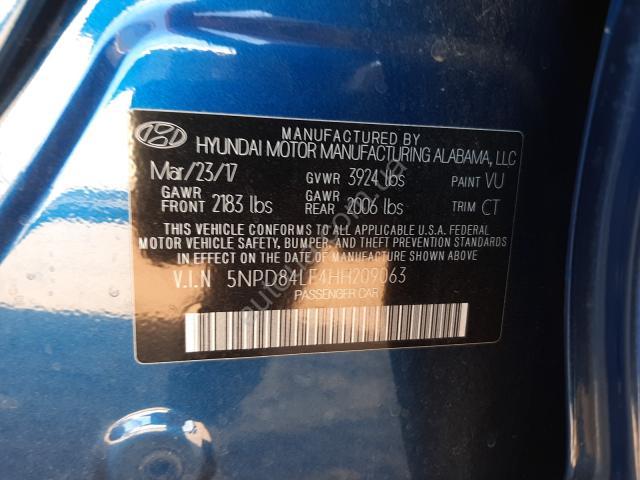 MANUFACTURED BY
HYUNDAI MOTOR MANUFACTURING ALABAMA, LLC
Mar/23/17 GVWR 3924 lbs PAINT VU
GAWR FRONT 2183 lbs GAWR REAR 2006 lbs TRIM CT
THIS VEHICLE CONFORMS TO ALL APPLICABLE U.S.A. FEDERAL
MOTOR VEHICLE SAFETY, BUMPER, AND THEFT PREVENTION STANDARDS
IN EFFECT ON THE DATE OF MANUFACTURE SHOWN ABOVE.
V.I.N 5NPD84LF4HH209063
PASSENGER CAR